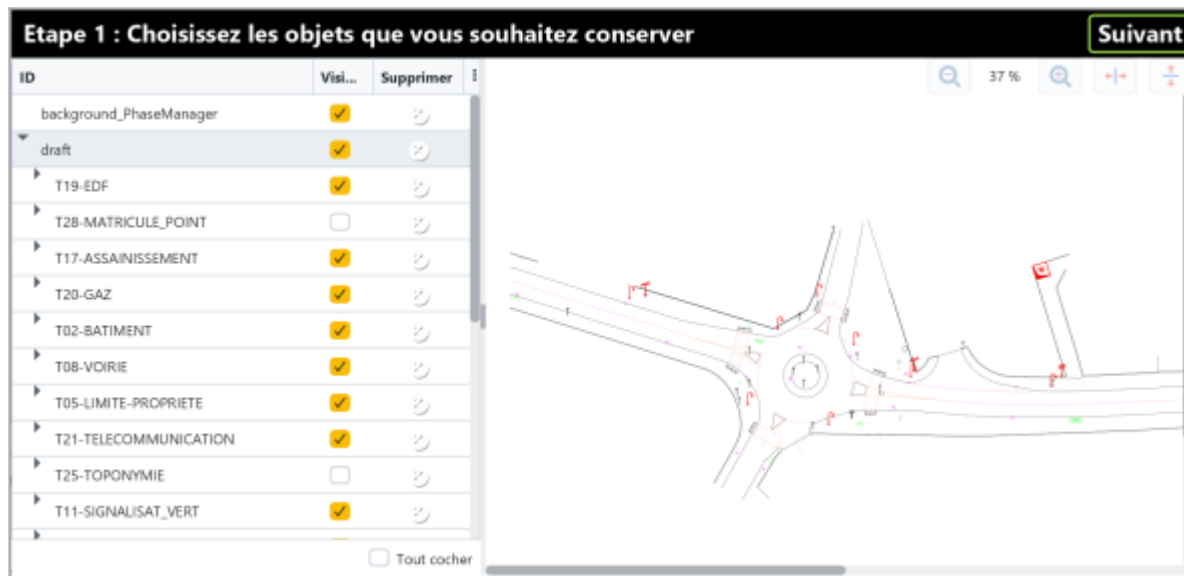 Etape 1 : Choisissez les objets que vous souhaitez conserver Suivant
ID Visi... Supprimer
37 %
background_PhaseManager
draft
T19-EDF
T28-MATRICULE_POINT
T17-ASSAINISSEMENT
T20-GAZ
T02-BATIMENT
T08-VOIRIE
T05-LIMITE-PROPRIETE
T21-TELECOMMUNICATION
T25-TOPONYMIE
T11-SIGNALISAT_VERT
Tout cocher